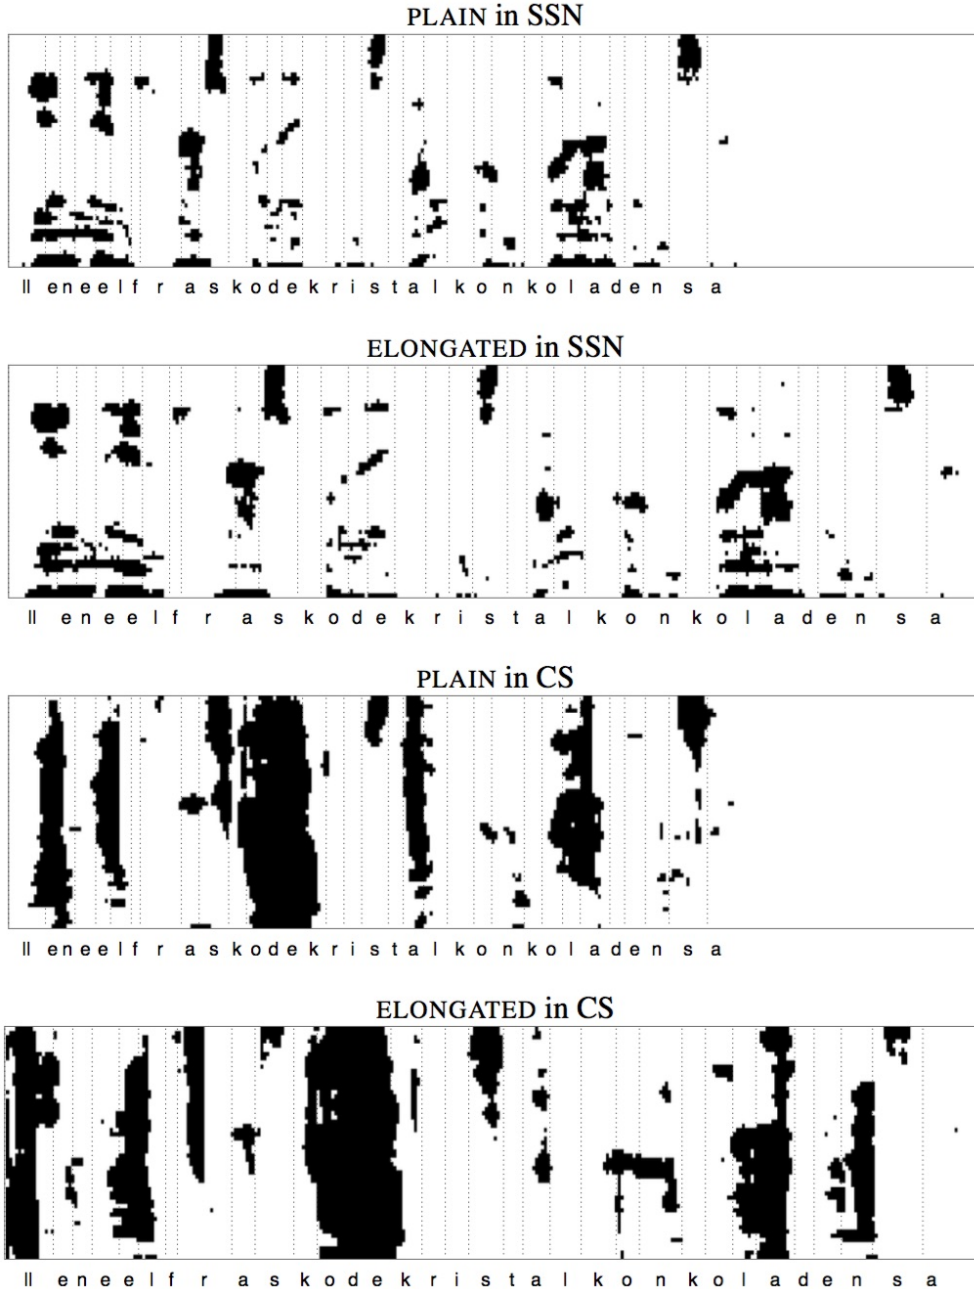 PLAIN in SSN
ll e n e e l f r a s k o d e k r i s t a l k o n k o l a d e n s a
ELONGATED in SSN
ll e n e e l f r a s k o d e k r i s t a l k o n k o l a d e n s a
PLAIN in CS
ll e n e e l f r a s k o d e k r i s t a l k o n k o l a d e n s a
ELONGATED in CS
ll e n e e l f r a s k o d e k r i s t a l k o n k o l a d e n s a